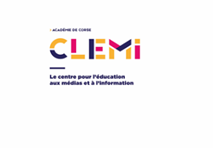 ACADÉMIE DE CORSE
CLEMI
Le centre pour l'éducation
aux médias et à l'information